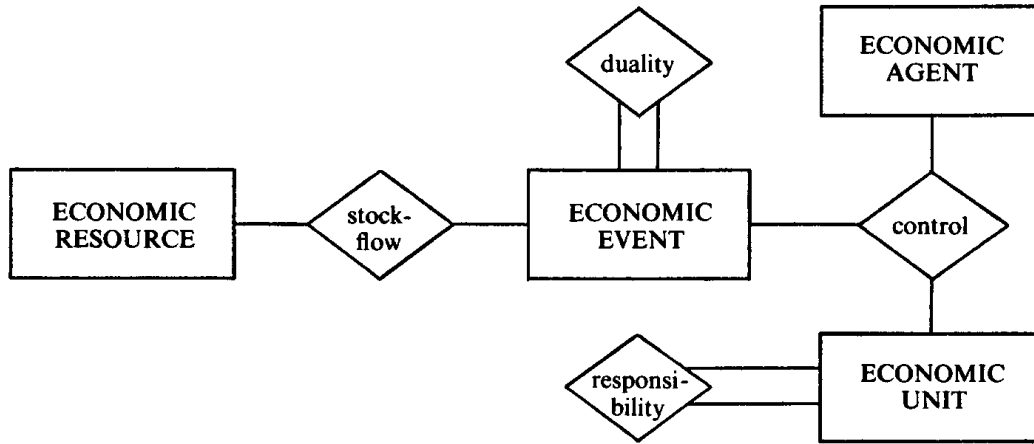 duality
ECONOMIC
AGENT
ECONOMIC
RESOURCE
stock-
flow
ECONOMIC
EVENT
control
responsi-
bility
ECONOMIC
UNIT